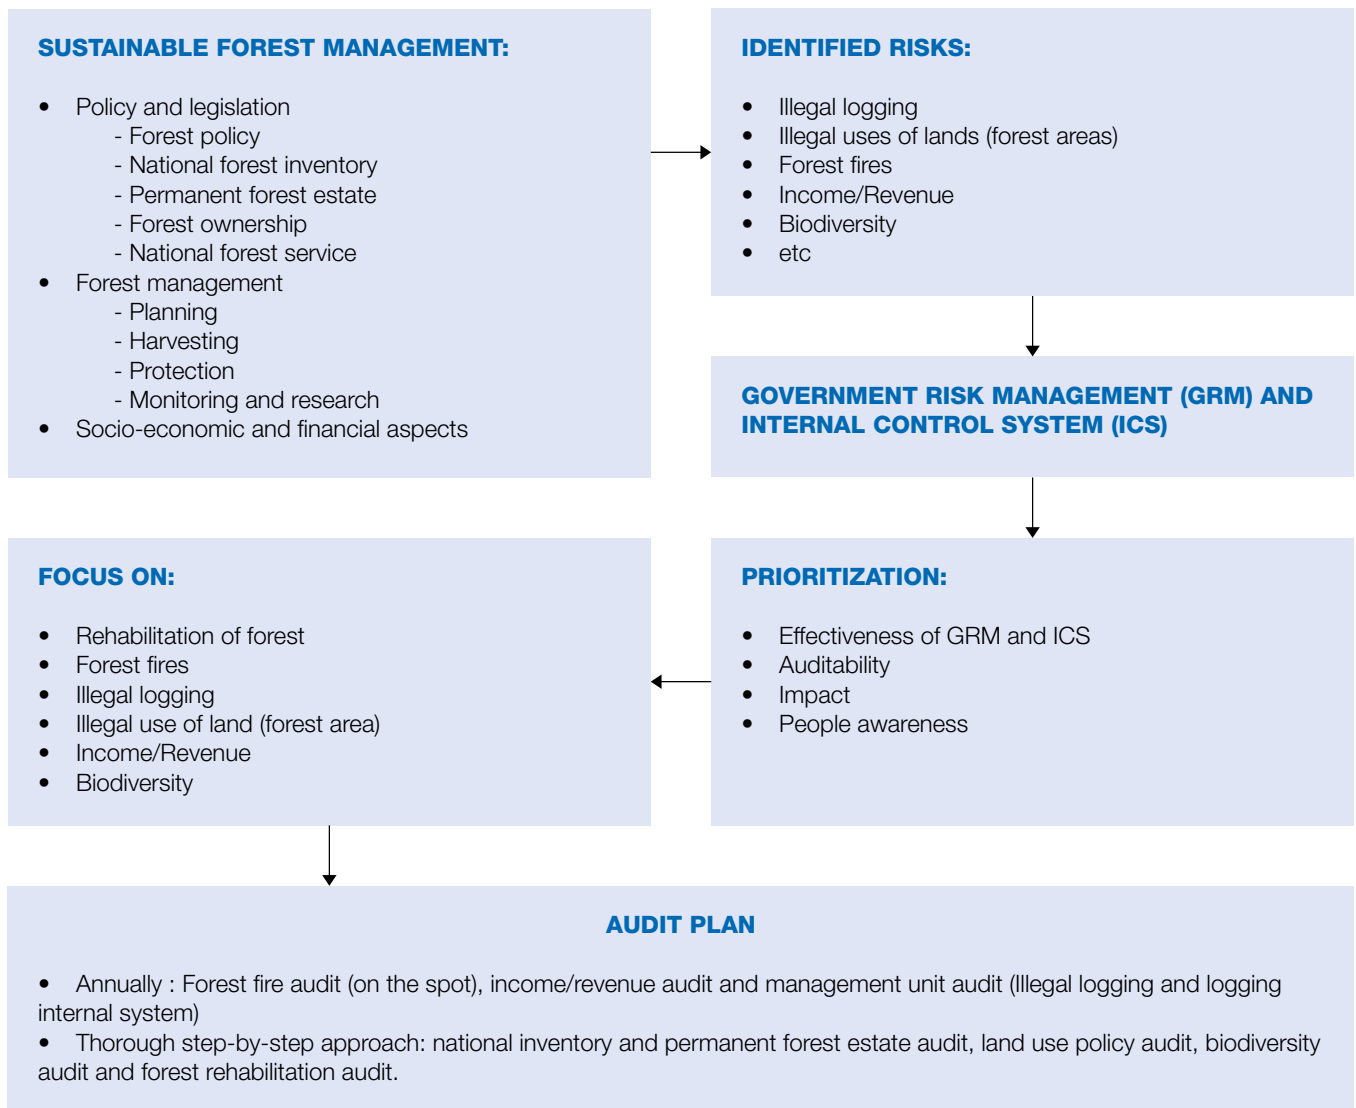 SUSTAINABLE FOREST MANAGEMENT:
• Policy and legislation
- Forest policy
- National forest inventory
- Permanent forest estate
- Forest ownership
- National forest service
• Forest management
- Planning
- Harvesting
- Protection
- Monitoring and research
• Socio-economic and financial aspects
IDENTIFIED RISKS:
• Illegal logging
• Illegal uses of lands (forest areas)
• Forest fires
• Income/Revenue
• Biodiversity
• etc
GOVERNMENT RISK MANAGEMENT (GRM) AND
INTERNAL CONTROL SYSTEM (ICS)
PRIORITIZATION:
• Effectiveness of GRM and ICS
• Auditability
• Impact
• People awareness
FOCUS ON:
• Rehabilitation of forest
• Forest fires
• Illegal logging
• Illegal use of land (forest area)
• Income/Revenue
• Biodiversity
AUDIT PLAN
• Annually : Forest fire audit (on the spot), income/revenue audit and management unit audit (Illegal logging and logging
internal system)
• Thorough step-by-step approach: national inventory and permanent forest estate audit, land use policy audit, biodiversity
audit and forest rehabilitation audit.